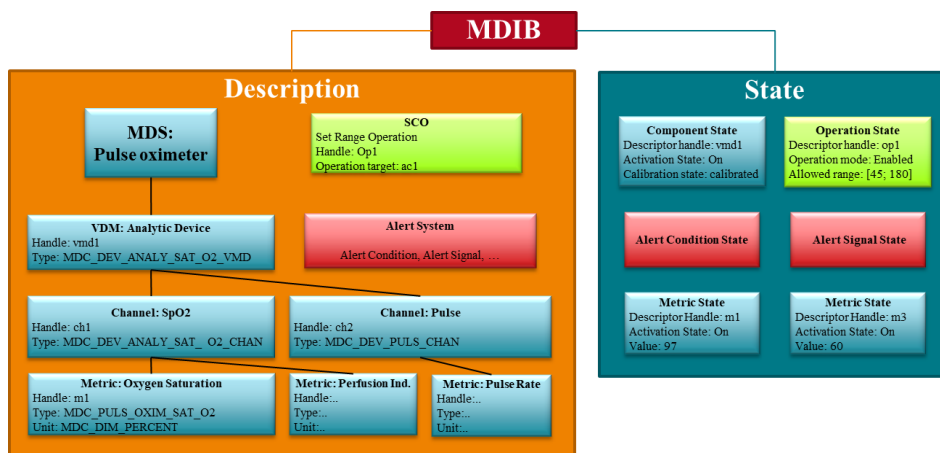 MDIB
Description
MDS:
Pulse oximeter
SCO
Set Range Operation
Handle: Op1
Operation target: ac1
VDM: Analytic Device
Handle: vmd1
Type: MDC_DEV_ANALY_SAT_O2_VMD
Alert System
Alert Condition, Alert Signal, …
Channel: SpO2
Handle: ch1
Type: MDC_DEV_ANALY_SAT_ O2_CHAN
Channel: Pulse
Handle: ch2
Type: MDC_DEV_PULS_CHAN
Metric: Oxygen Saturation
Handle: m1
Type: MDC_PULS_OXIM_SAT_O2
Unit: MDC_DIM_PERCENT
Metric: Perfusion Ind.
Handle:..
Type:..
Unit:..
Metric: Pulse Rate
Handle:..
Type:..
Unit:..
State
Component State
Descriptor handle: vmd1
Activation State: On
Calibration state: calibrated
Operation State
Descriptor handle: op1
Operation mode: Enabled
Allowed range: [45; 180]
Alert Condition State
Alert Signal State
Metric State
Descriptor Handle: m1
Activation State: On
Value: 97
Metric State
Descriptor Handle: m3
Activation State: On
Value: 60